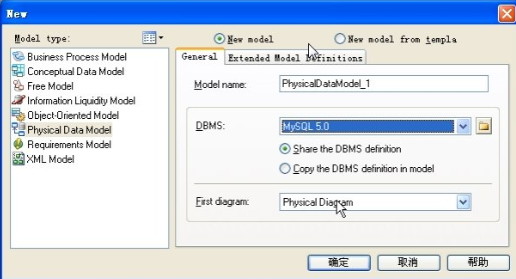 New
Model type:
New model
New model from templa
Business Process Model
Conceptual Data Model
Free Model
Information Liquidity Model
Object-Oriented Model
Physical Data Model
Requirements Model
XML Model
General
Extended Model Definitions
Model name:
PhysicalDataModel_1
DBMS:
MySQL 5.0
Share the DBMS definition
Copy the DBMS definition in model
First diagram:
Physical Diagram
确定
取消
帮助